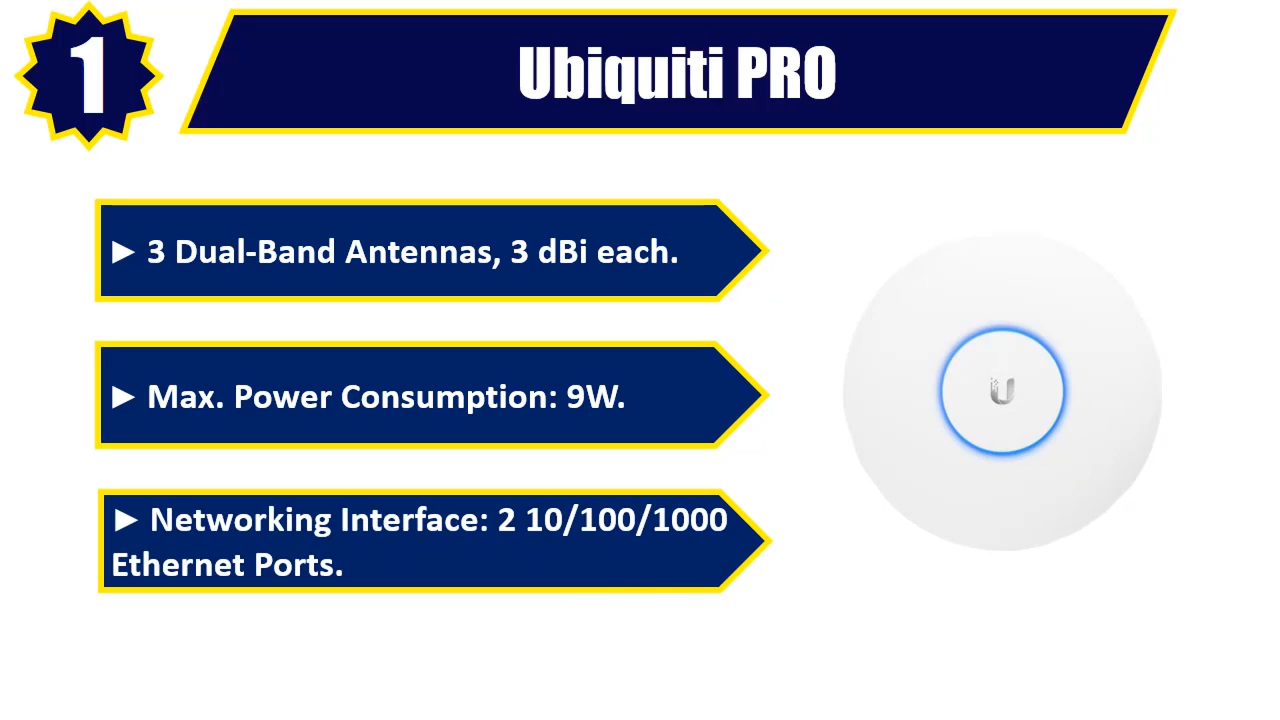 1
Ubiquiti PRO
► 3 Dual-Band Antennas, 3 dBi each.
► Max. Power Consumption: 9W.
► Networking Interface: 2 10/100/1000
Ethernet Ports.
U